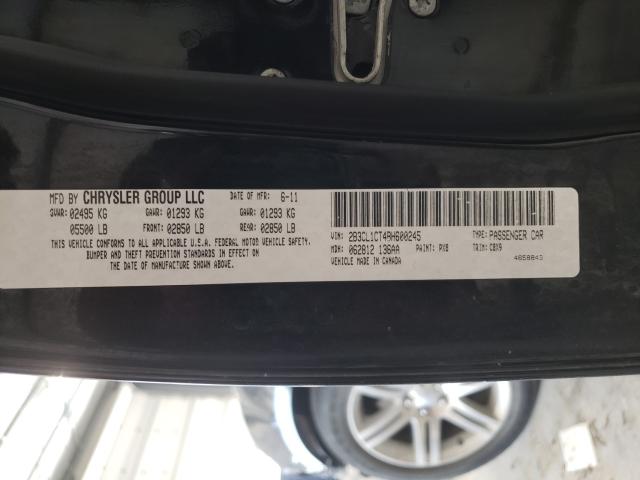 MFD BY CHRYSLER GROUP LLC DATE OF MFR: 6-11
GVWR: 02495 KG GAWR: 01293 KG GAWR: 01293 KG
05500 LB FRONT: 02850 LB REAR: 02850 LB
THIS VEHICLE CONFORMS TO ALL APPLICABLE U.S.A. FEDERAL MOTOR VEHICLE SAFETY,
BUMPER AND THEFT PREVENTION STANDARDS IN EFFECT ON
THE DATE OF MANUFACTURE SHOWN ABOVE.
VIN: 2B3CL1CT4BH600245 TYPE: PASSENGER CAR
MDH: 062812 136AA PAINT: PX8 TRIM: CBX9
VEHICLE MADE IN CANADA 4658843